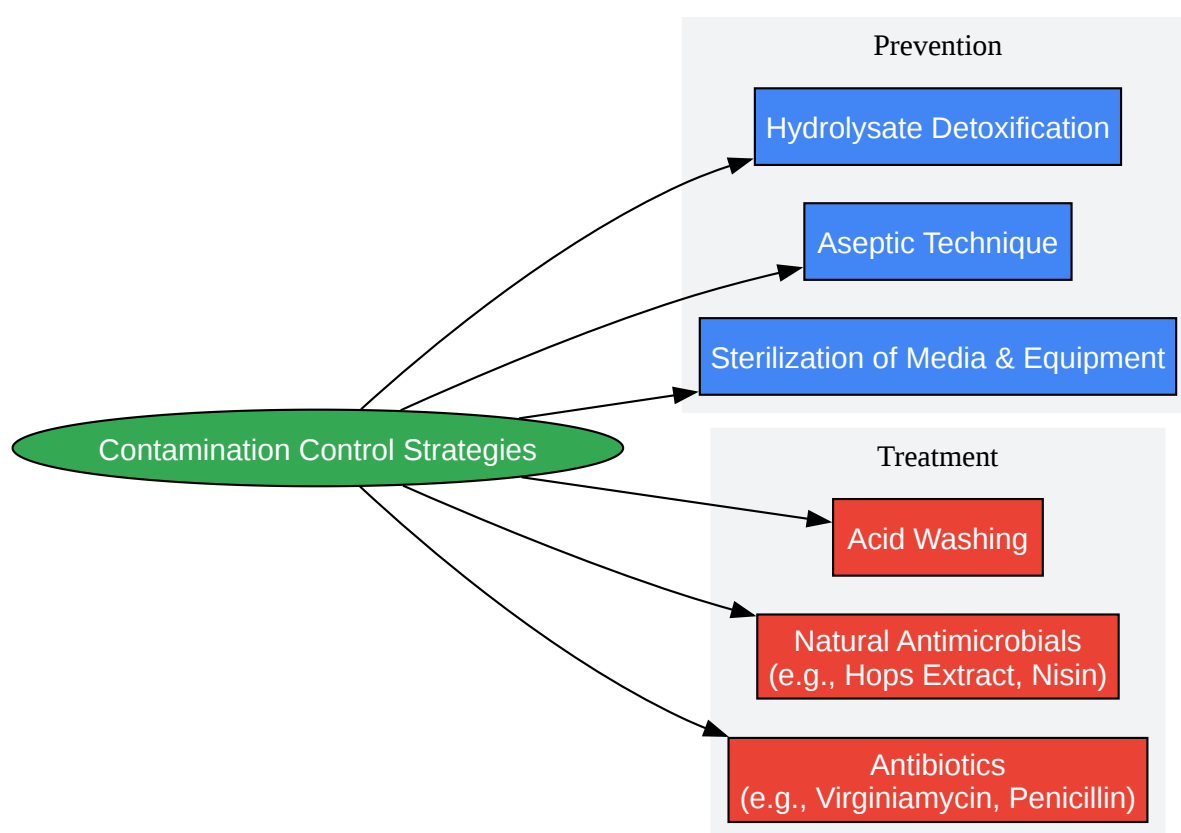 Prevention
Hydrolysate Detoxification
Aseptic Technique
Sterilization of Media & Equipment
Contamination Control Strategies
Treatment
Acid Washing
Natural Antimicrobials
(e.g., Hops Extract, Nisin)
Antibiotics
(e.g., Virginiamycin, Penicillin)